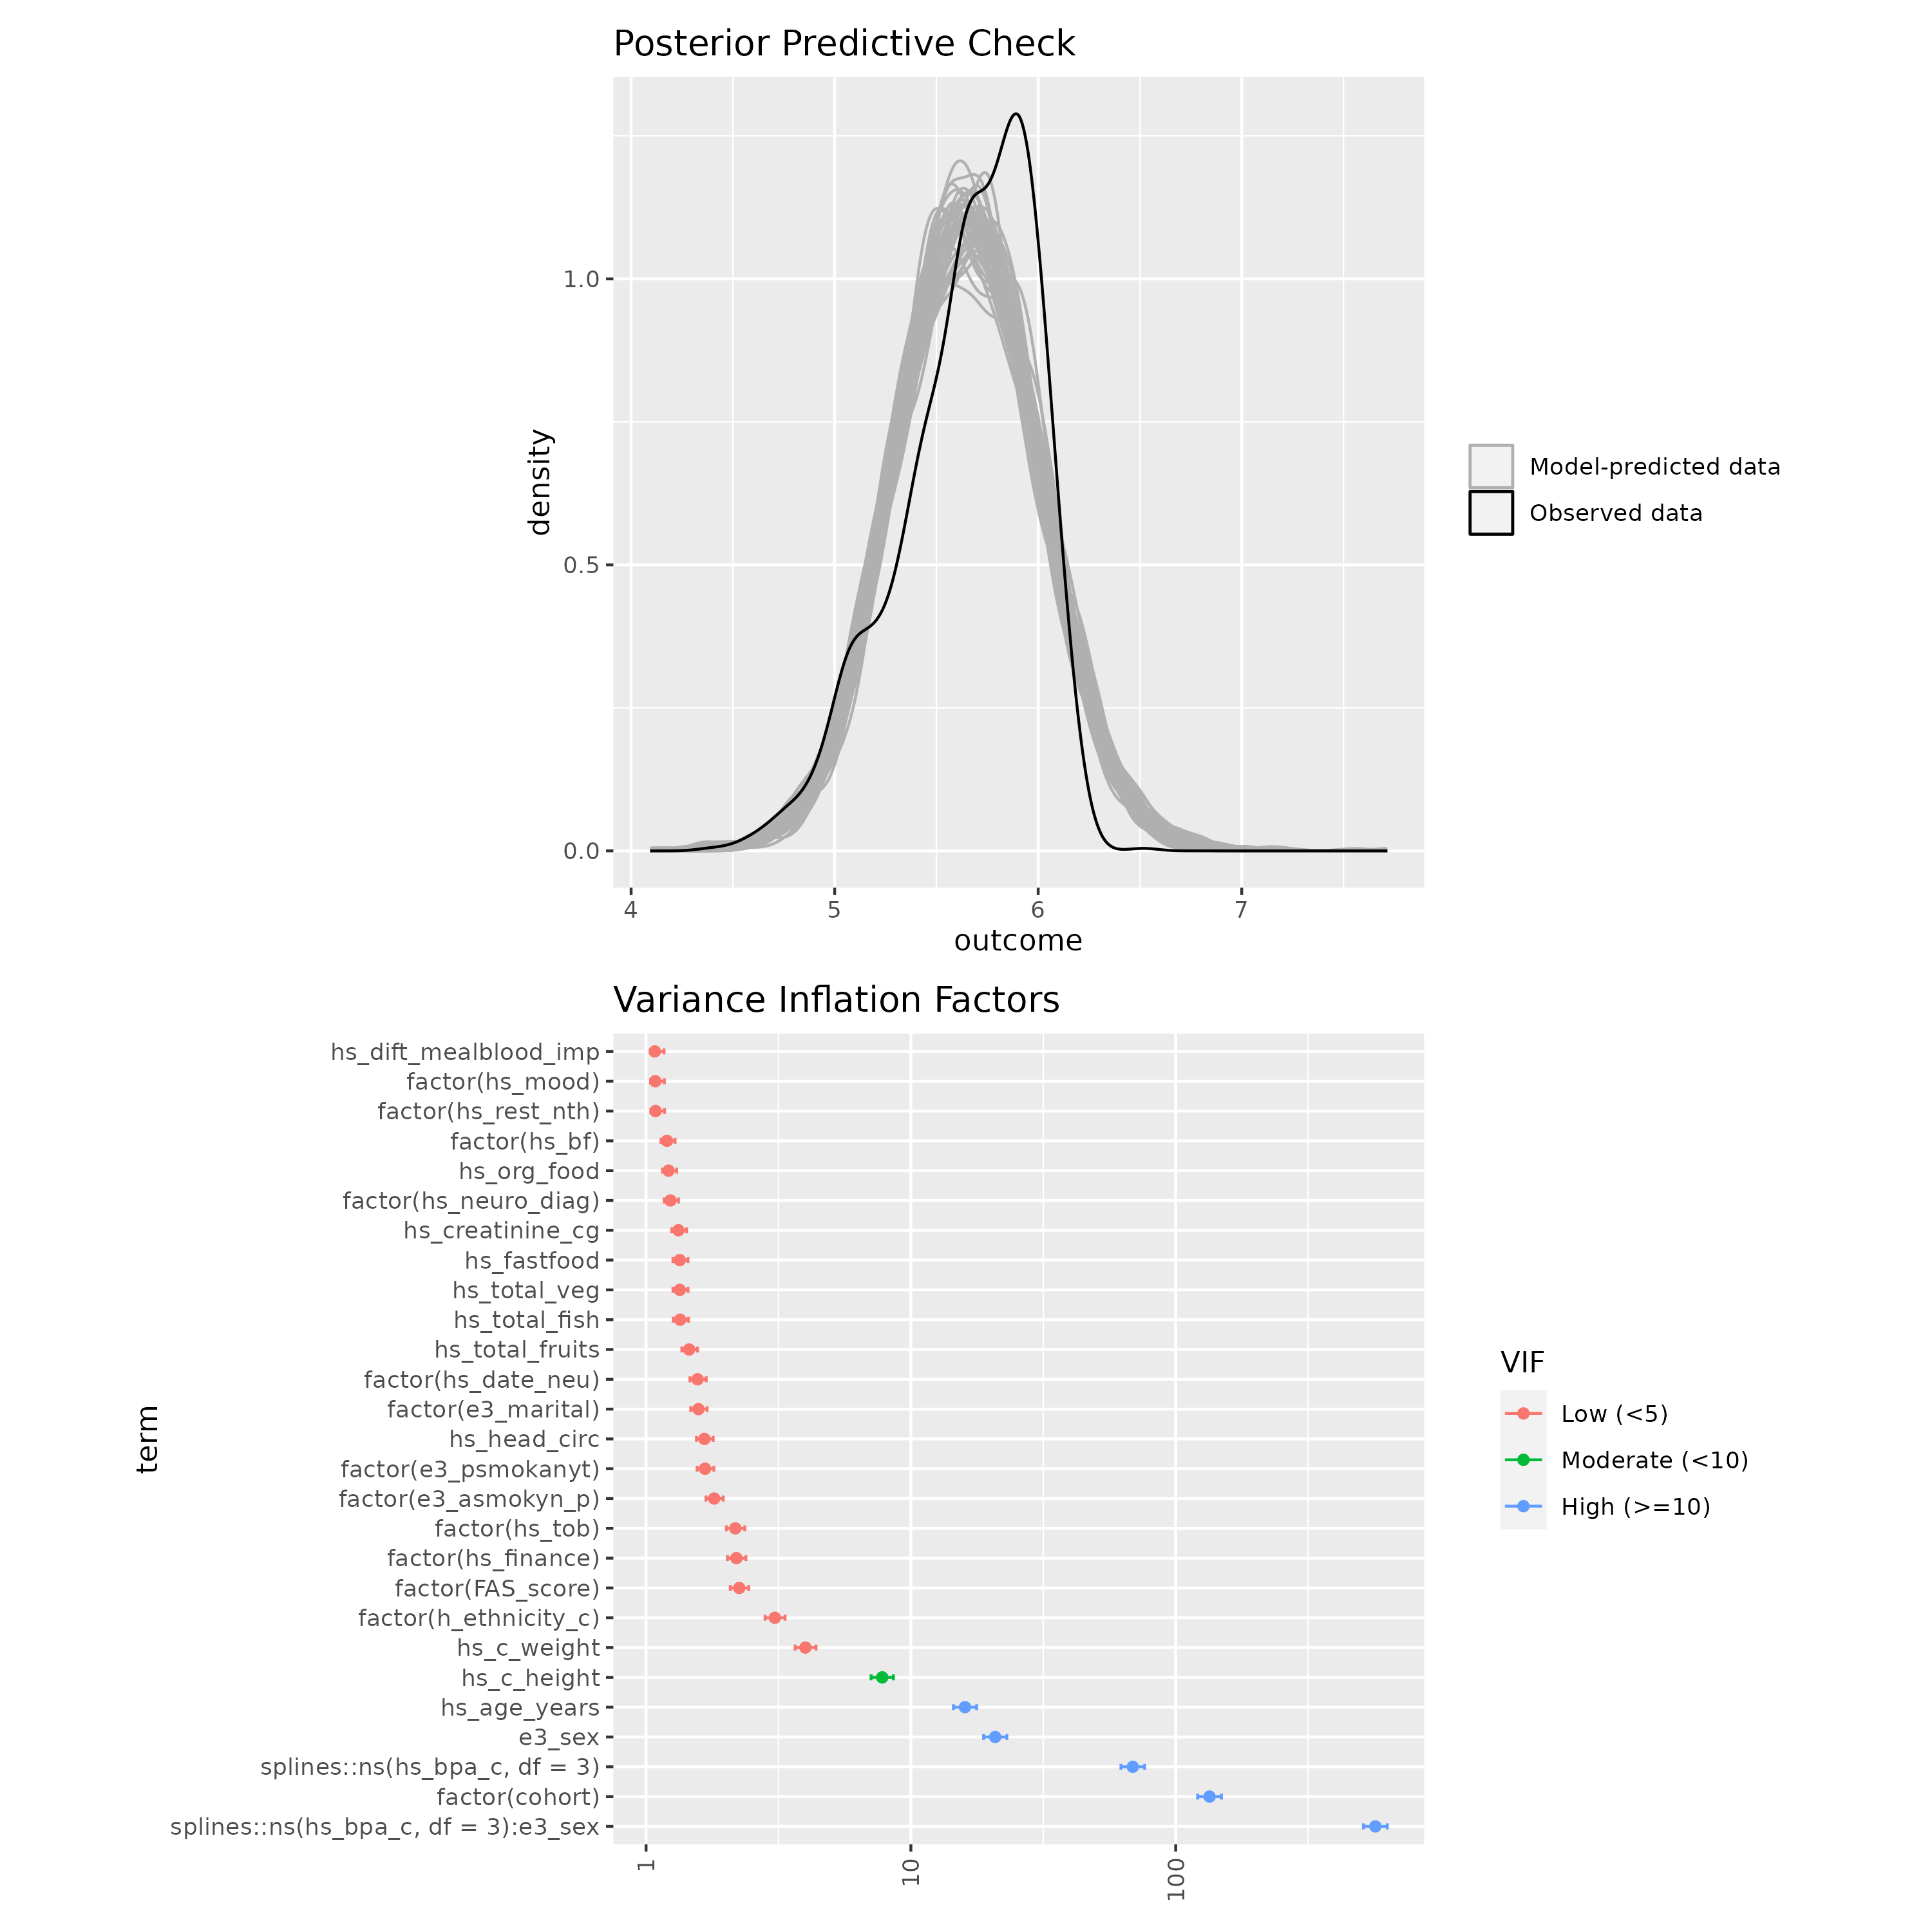 Posterior Predictive Check
1.0
0.5
0.0
density
4 5 6 7
outcome
Model-predicted data
Observed data
Variance Inflation Factors
hs_dift_mealblood_imp
factor(hs_mood)
factor(hs_rest_nth)
factor(hs_bf)
hs_org_food
factor(hs_neuro_diag)
hs_creatinine_cg
hs_fastfood
hs_total_veg
hs_total_fish
hs_total_fruits
factor(hs_date_neu)
factor(e3_marital)
hs_head_circ
factor(e3_psmokanyt)
factor(e3_asmokyn_p)
factor(hs_tob)
factor(hs_finance)
factor(FAS_score)
factor(h_ethnicity_c)
hs_c_weight
hs_c_height
hs_age_years
e3_sex
splines::ns(hs_bpa_c, df = 3)
factor(cohort)
splines::ns(hs_bpa_c, df = 3):e3_sex
term
1 10 100
VIF
Low (<5)
Moderate (<10)
High (>=10)